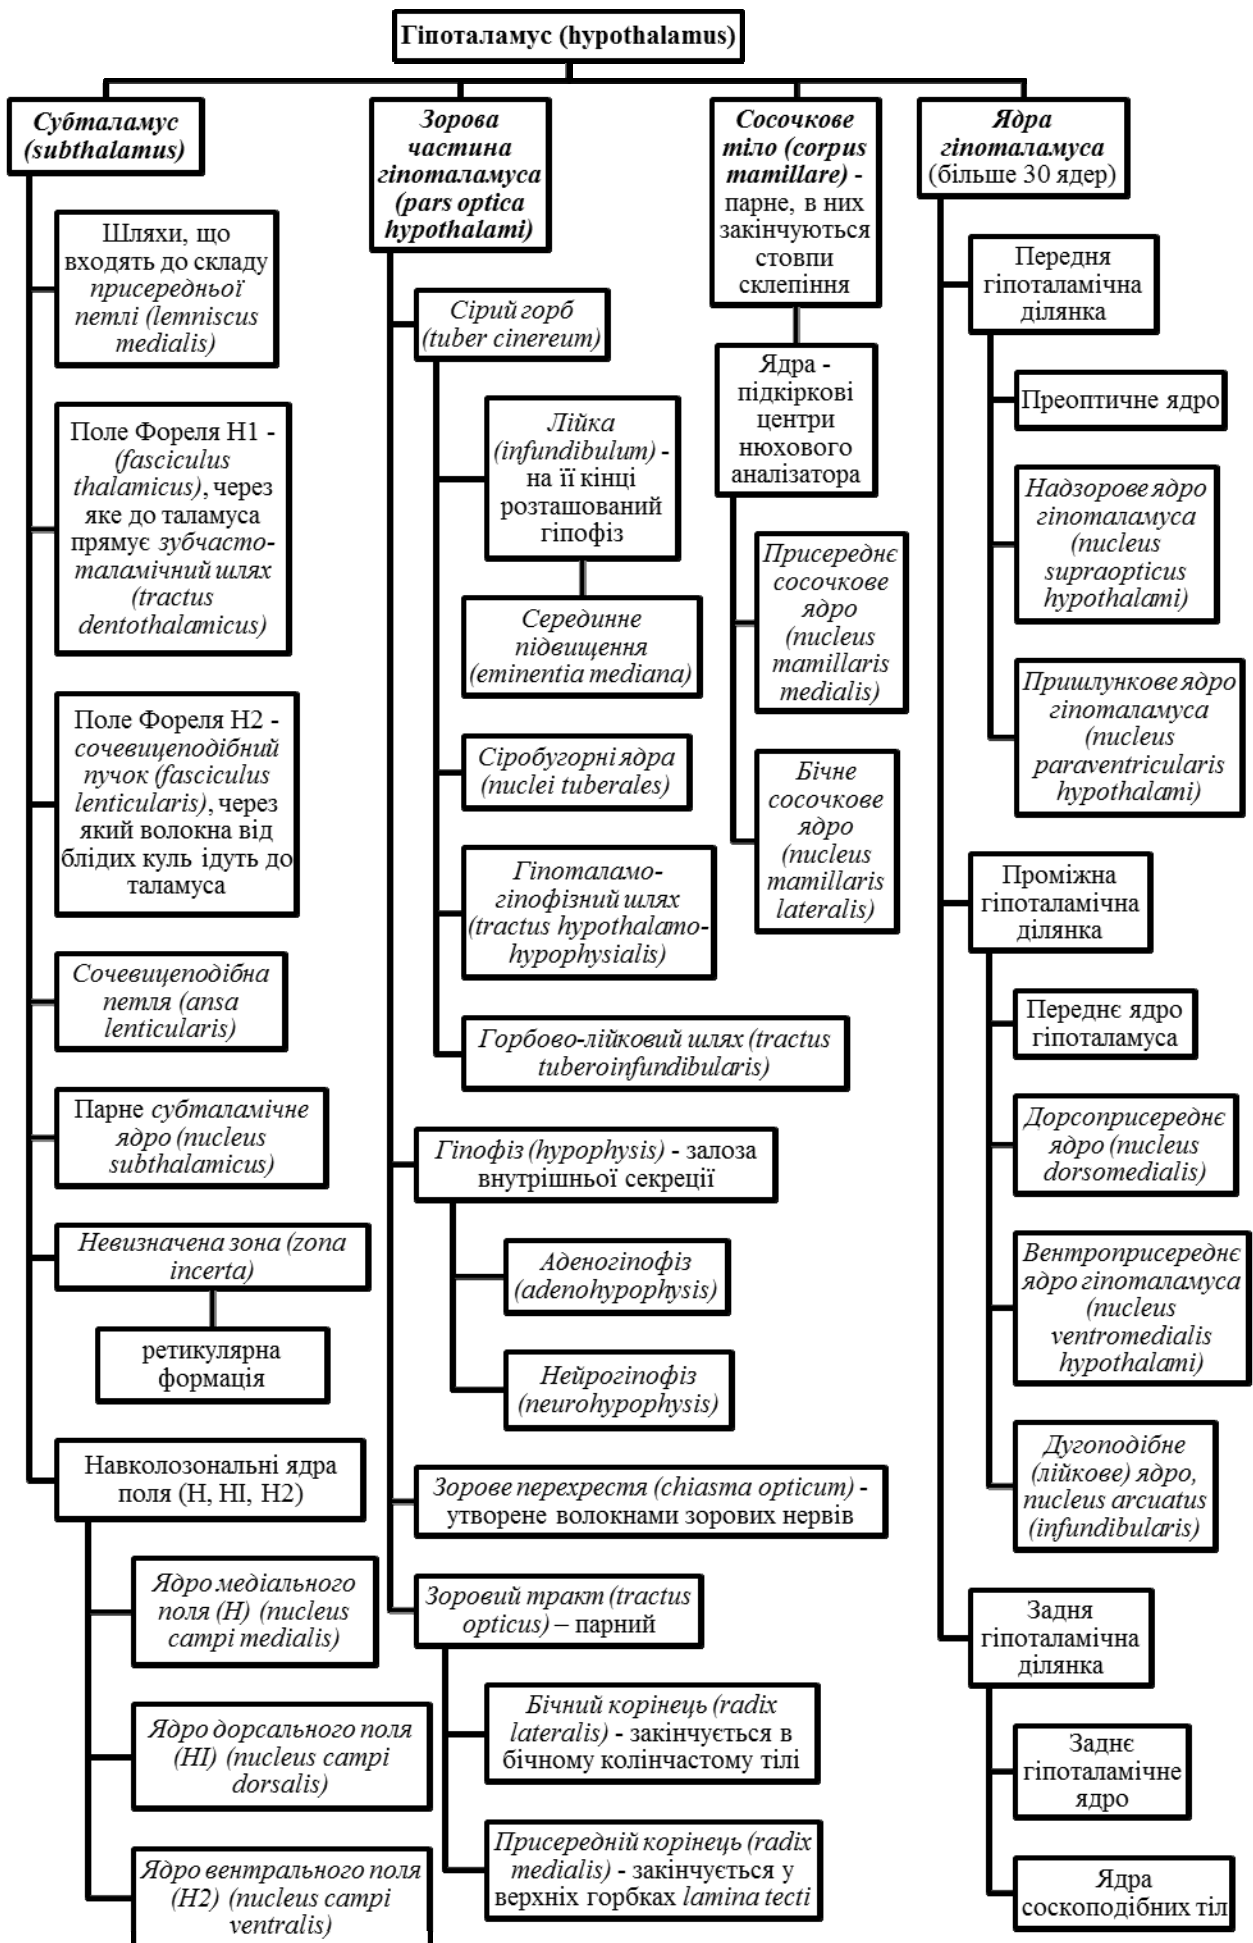 Гіпоталамус (hypothalamus)
Субталамус
(subthalamus)
Шляхи, що
входять до складу
присередньої
петлі (lemniscus
medialis)
Поле Фореля H1 -
(fasciculus
thalamicus), через
яке до таламуса
прямує зубчасто-
таламічний шлях
(tractus
dentothalamicus)
Поле Фореля H2 -
сочевицеподібний
пучок (fasciculus
lenticularis), через
який волокна від
блідих куль ідуть до
таламуса
Сочевицеподібна
петля (ansa
lenticularis)
Парне субталамічне
ядро (nucleus
subthalamicus)
Невизначена зона (zona
incerta)
ретикулярна
формація
Навколозональні ядра
поля (H, HI, H2)
Ядро медіального
поля (H) (nucleus
campi medialis)
Ядро дорсального поля
(HI) (nucleus campi
dorsalis)
Ядро вентрального поля
(H2) (nucleus campi
ventralis)
Зорова
частина
гіпоталамуса
(pars optica
hypothalami)
Сірий горб
(tuber cinereum)
Лійка
(infundibulum) -
на її кінці
розташований
гіпофіз
Серединне
підвищення
(eminentia mediana)
Сіробугорні ядра
(nuclei tuberales)
Гіпоталамо-
гіпофізний шлях
(tractus hypothalamo-
hypophysialis)
Горбово-лійковий шлях (tractus
tuberoinfundibularis)
Гіпофіз (hypophysis) - залоза
внутрішньої секреції
Аденогіпофіз
(adenohypophysis)
Нейрогіпофіз
(neurohypophysis)
Зорове перехрестя (chiasma opticum) -
утворене волокнами зорових нервів
Зоровий тракт (tractus
opticus) – парний
Бічний корінець (radix
lateralis) - закінчується в
бічному колінчастому тілі
Присередній корінець (radix
medialis) - закінчується у
верхніх горбках lamina tecti
Сосочкове
тіло (corpus
mamillare) -
парне, в них
закінчуються
стовпи
склепіння
Ядра -
підкіркові
центри
нюхового
аналізатора
Присереднє
сосочкове
ядро
(nucleus
mamillaris
medialis)
Бічне
сосочкове
ядро
(nucleus
mamillaris
lateralis)
Ядра
гіпоталамуса
(більше 30 ядер)
Передня
гіпоталамічна
ділянка
Преоптичне ядро
Надзорове ядро
гіпоталамуса
(nucleus
supraopticus
hypothalami)
Пришлункове ядро
гіпоталамуса
(nucleus
paraventricularis
hypothalami)
Проміжна
гіпоталамічна
ділянка
Переднє ядро
гіпоталамуса
Дорсоприсереднє
ядро (nucleus
dorsomedialis)
Вентроприсереднє
ядро гіпоталамуса
(nucleus
ventromedialis
hypothalami)
Дугоподібне
(лійкове) ядро,
nucleus arcuatus
(infundibularis)
Задня
гіпоталамічна
ділянка
Заднє
гіпоталамічне
ядро
Ядра
соскоподібних тіл